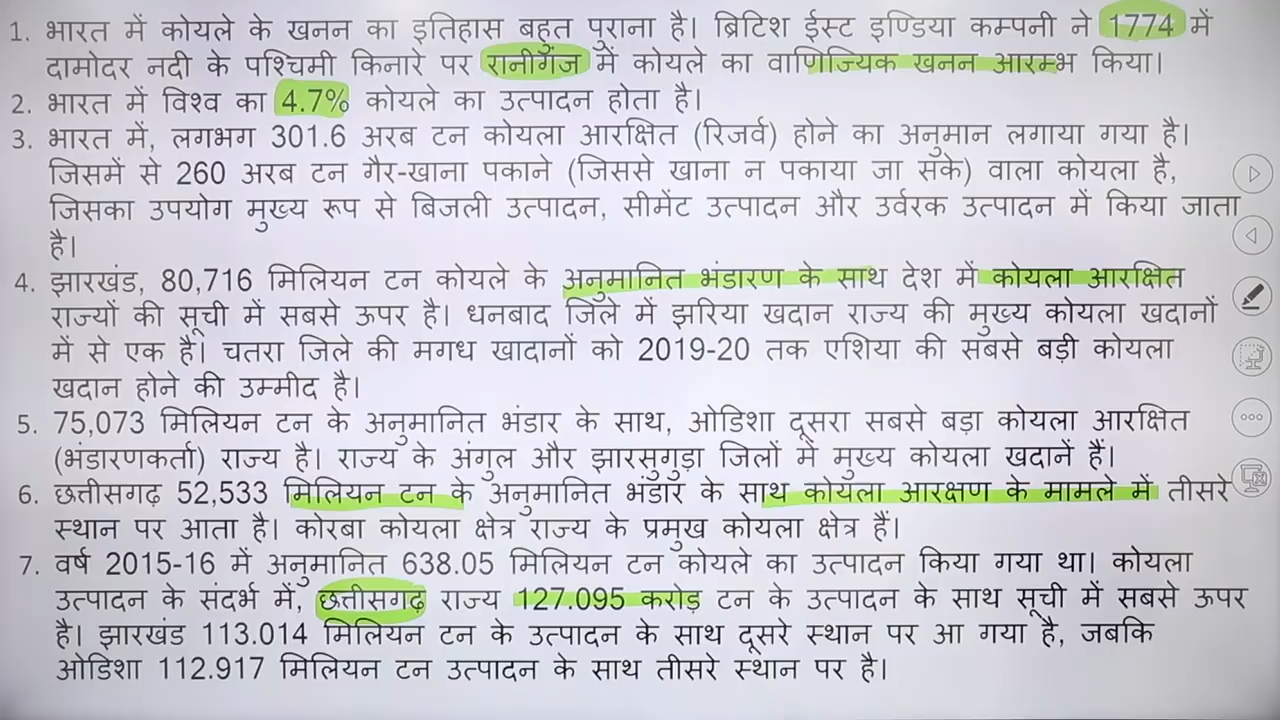 1. भारत में कोयले के खनन का इतिहास बहुत पुराना है। ब्रिटिश ईस्ट इण्डिया कम्पनी ने 1774 में
दामोदर नदी के पश्चिमी किनारे पर रानीगंज में कोयले का वाणिज्यिक खनन आरम्भ किया।
2. भारत में विश्व का 4.7% कोयले का उत्पादन होता है।
3. भारत में, लगभग 301.6 अरब टन कोयला आरक्षित (रिजर्व) होने का अनुमान लगाया गया है।
जिसमें से 260 अरब टन गैर-खाना पकाने (जिससे खाना न पकाया जा सके) वाला कोयला है,
जिसका उपयोग मुख्य रूप से बिजली उत्पादन, सीमेंट उत्पादन और उर्वरक उत्पादन में किया जाता
है।
4. झारखंड, 80,716 मिलियन टन कोयले के अनुमानित भंडारण के साथ देश में कोयला आरक्षित
राज्यों की सूची में सबसे ऊपर है। धनबाद जिले में झरिया खदान राज्य की मुख्य कोयला खदानों
में से एक है। चतरा जिले की मगध खादानों को 2019-20 तक एशिया की सबसे बड़ी कोयला
खदान होने की उम्मीद है।
5. 75,073 मिलियन टन के अनुमानित भंडार के साथ, ओडिशा दूसरा सबसे बड़ा कोयला आरक्षित
(भंडारणकर्ता) राज्य है। राज्य के अंगुल और झारसुगुड़ा जिलों में मुख्य कोयला खदानें हैं।
6. छत्तीसगढ़ 52,533 मिलियन टन के अनुमानित भंडार के साथ कोयला आरक्षण के मामले में तीसरे
स्थान पर आता है। कोरबा कोयला क्षेत्र राज्य के प्रमुख कोयला क्षेत्र हैं।
7. वर्ष 2015-16 में अनुमानित 638.05 मिलियन टन कोयले का उत्पादन किया गया था। कोयला
उत्पादन के संदर्भ में, छत्तीसगढ़ राज्य 127.095 करोड़ टन के उत्पादन के साथ सूची में सबसे ऊपर
है। झारखंड 113.014 मिलियन टन के उत्पादन के साथ दूसरे स्थान पर आ गया है, जबकि
ओडिशा 112.917 मिलियन टन उत्पादन के साथ तीसरे स्थान पर है।